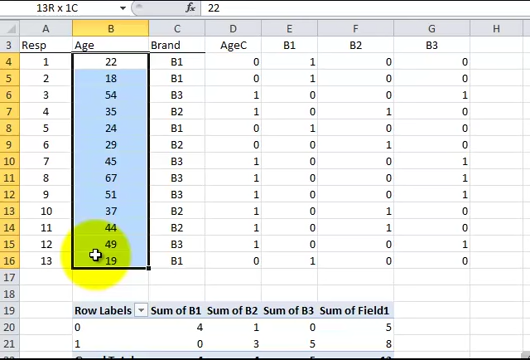 13R x 1C fx 22
A B C D E F G H
3 Resp Age Brand AgeC B1 B2 B3
4 1 22 B1 0 1 0 0
5 2 18 B1 0 1 0 0
6 3 54 B3 1 0 0 1
7 4 35 B2 1 0 1 0
8 5 24 B1 0 1 0 0
9 6 29 B2 0 0 1 0
10 7 45 B3 1 0 0 1
11 8 67 B3 1 0 0 1
12 9 51 B3 1 0 0 1
13 10 37 B2 1 0 1 0
14 11 44 B2 1 0 1 0
15 12 49 B3 1 0 0 1
16 13 19 B1 0 1 0 0
17
18
19 Row Labels Sum of B1 Sum of B2 Sum of B3 Sum of Field1
20 0 4 1 0 5
21 1 0 3 5 8